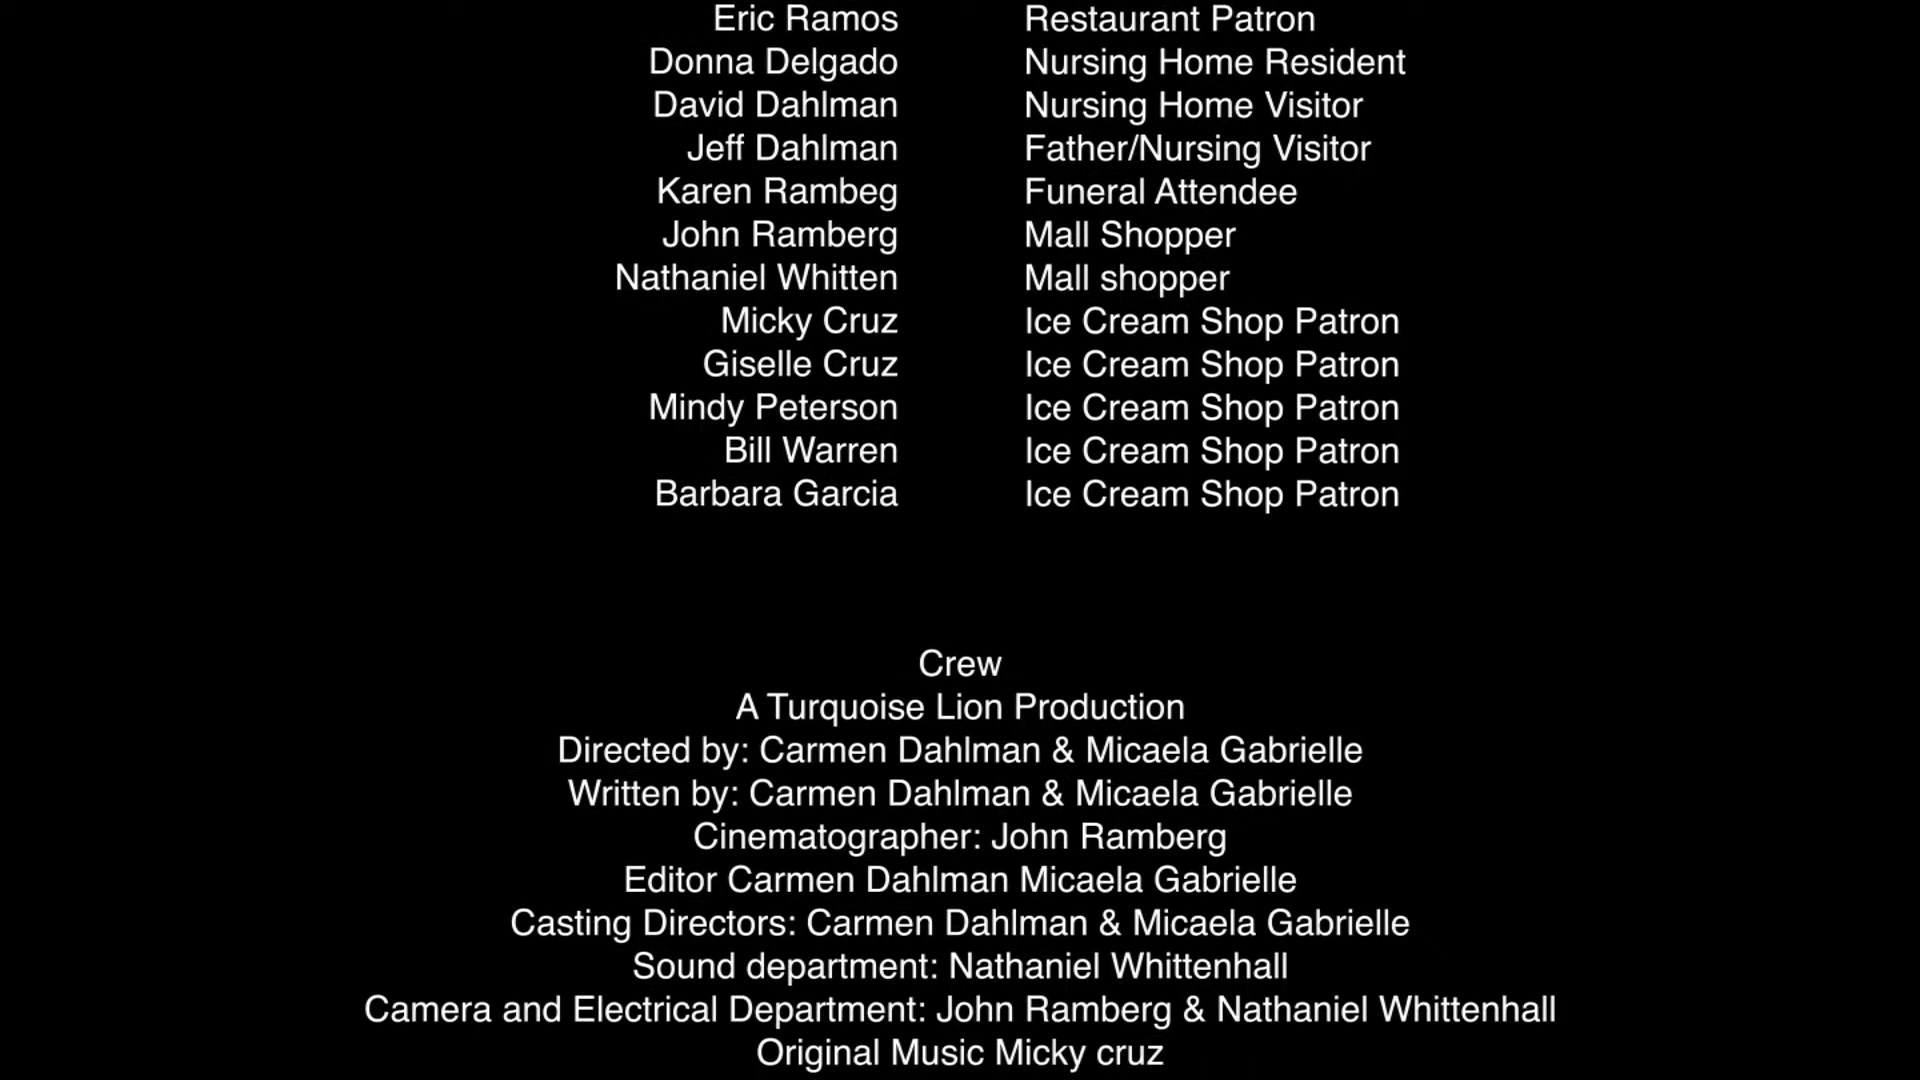 Eric Ramos Restaurant Patron
Donna Delgado Nursing Home Resident
David Dahlman Nursing Home Visitor
Jeff Dahlman Father/Nursing Visitor
Karen Rambeg Funeral Attendee
John Ramberg Mall Shopper
Nathaniel Whitten Mall shopper
Micky Cruz Ice Cream Shop Patron
Giselle Cruz Ice Cream Shop Patron
Mindy Peterson Ice Cream Shop Patron
Bill Warren Ice Cream Shop Patron
Barbara Garcia Ice Cream Shop Patron
Crew
A Turquoise Lion Production
Directed by: Carmen Dahlman & Micaela Gabrielle
Written by: Carmen Dahlman & Micaela Gabrielle
Cinematographer: John Ramberg
Editor Carmen Dahlman Micaela Gabrielle
Casting Directors: Carmen Dahlman & Micaela Gabrielle
Sound department: Nathaniel Whittenhall
Camera and Electrical Department: John Ramberg & Nathaniel Whittenhall
Original Music Micky cruz